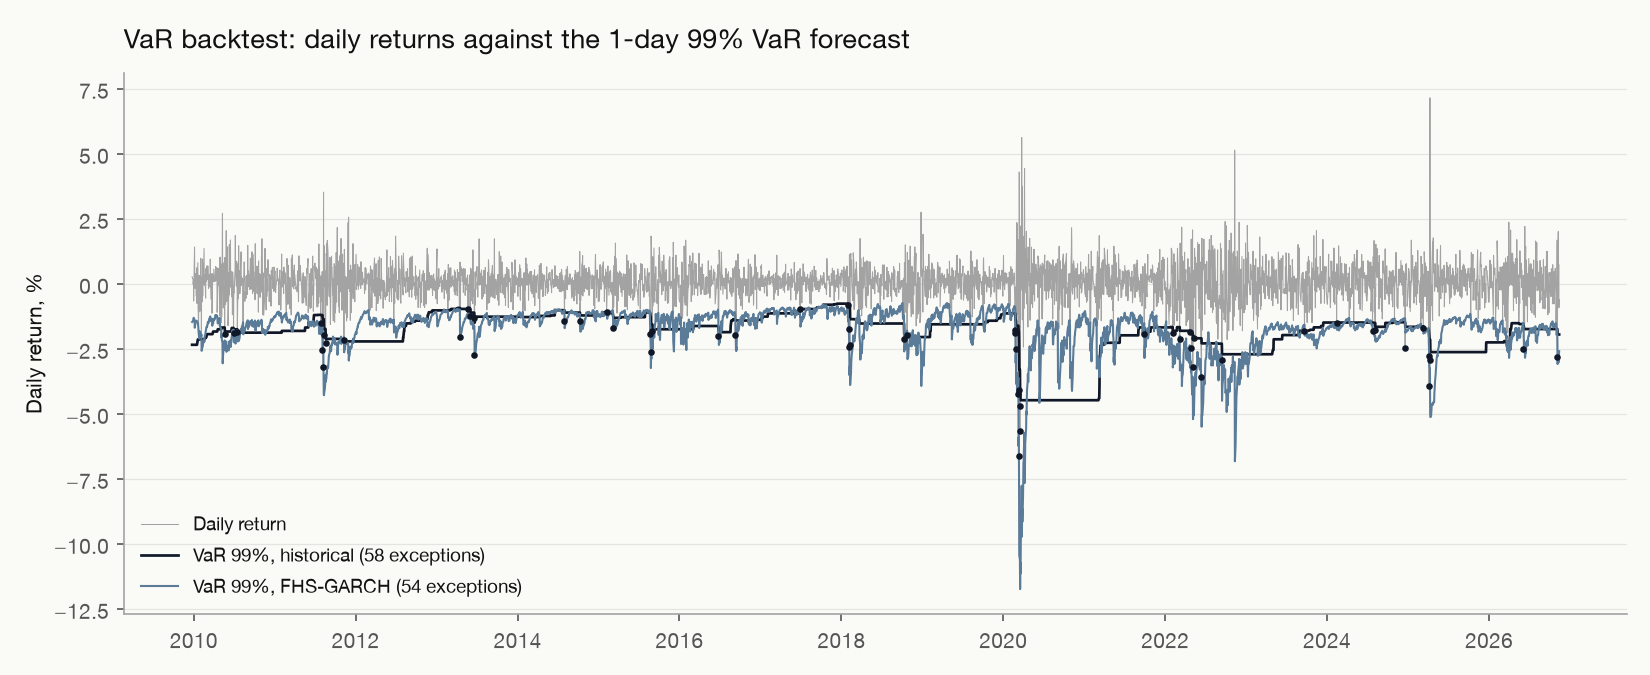 VaR backtest: daily returns against the 1-day 99% VaR forecast
Daily return, %
7.5
5.0
2.5
0.0
−2.5
−5.0
−7.5
−10.0
−12.5
Daily return
VaR 99%, historical (58 exceptions)
VaR 99%, FHS-GARCH (54 exceptions)
2010 2012 2014 2016 2018 2020 2022 2024 2026